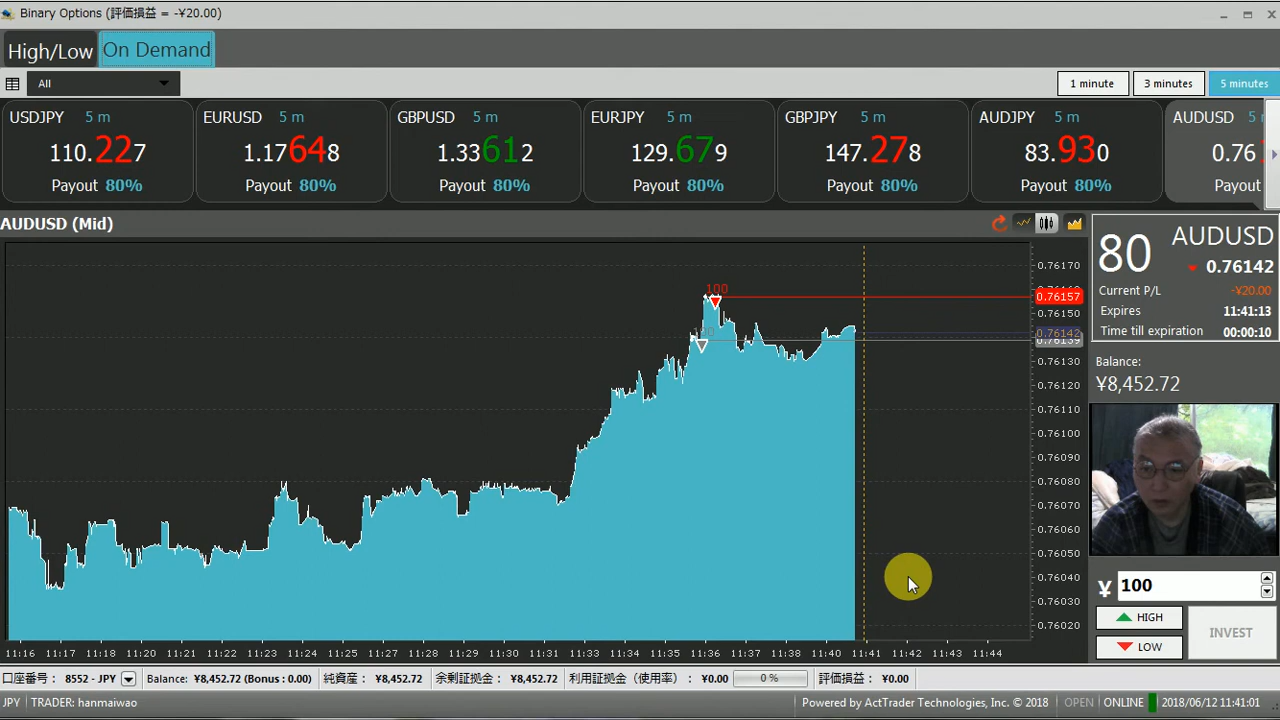 Binary Options (評価損益 = -¥20.00)
High/Low On Demand
All 1 minute 3 minutes 5 minutes
USDJPY 5 m EURUSD 5 m GBPUSD 5 m EURJPY 5 m GBPJPY 5 m AUDJPY 5 m AUDUSD
110.227 1.17648 1.33612 129.679 147.278 83.930 0.76
Payout 80% Payout 80% Payout 80% Payout 80% Payout 80% Payout 80% Payout
AUDUSD (Mid)
80 AUDUSD
0.76142
Current P/L -¥20.00
Expires 11:41:13
Time till expiration 00:00:10
Balance:
¥8,452.72
100
0.76170
0.76157
0.76150
0.76142
0.76139
0.76130
0.76120
0.76110
0.76100
0.76090
0.76080
0.76070
0.76060
0.76050
0.76040
0.76030
0.76020
11:16 11:17 11:18 11:20 11:21 11:22 11:23 11:24 11:26 11:27 11:28 11:29 11:30 11:32 11:33 11:34 11:35 11:36 11:37 11:38 11:40 11:41 11:42 11:43 11:44
¥ 100
HIGH
LOW
INVEST
口座番号： 8552 - JPY Balance: ¥8,452.72 (Bonus : 0.00) 純資産： ¥8,452.72 余剰証拠金： ¥8,452.72 利用証拠金（使用率）： ¥0.00 0 % 評価損益： ¥0.00
JPY TRADER: hanmaiwao Powered by ActTrader Technologies, Inc. © 2018 OPEN ONLINE 2018/06/12 11:41:01